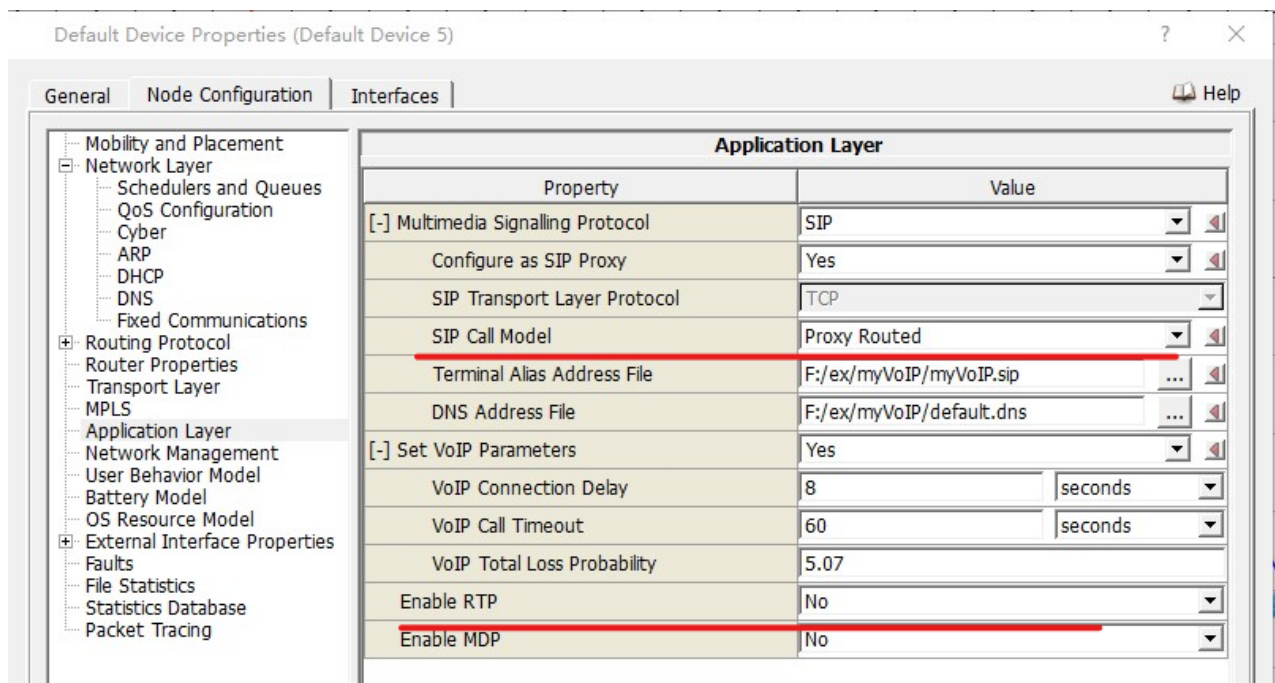 Default Device Properties (Default Device 5) ? ×
General Node Configuration Interfaces Help
Mobility and Placement
Network Layer
Schedulers and Queues
QoS Configuration
Cyber
ARP
DHCP
DNS
Fixed Communications
Routing Protocol
Router Properties
Transport Layer
MPLS
Application Layer
Network Management
User Behavior Model
Battery Model
OS Resource Model
External Interface Properties
Faults
File Statistics
Statistics Database
Packet Tracing
Application Layer
Property Value
[-] Multimedia Signalling Protocol SIP
Configure as SIP Proxy Yes
SIP Transport Layer Protocol TCP
SIP Call Model Proxy Routed
Terminal Alias Address File F:/ex/myVoIP/myVoIP.sip ...
DNS Address File F:/ex/myVoIP/default.dns ...
[-] Set VoIP Parameters Yes
VoIP Connection Delay 8 seconds
VoIP Call Timeout 60 seconds
VoIP Total Loss Probability 5.07
Enable RTP No
Enable MDP No